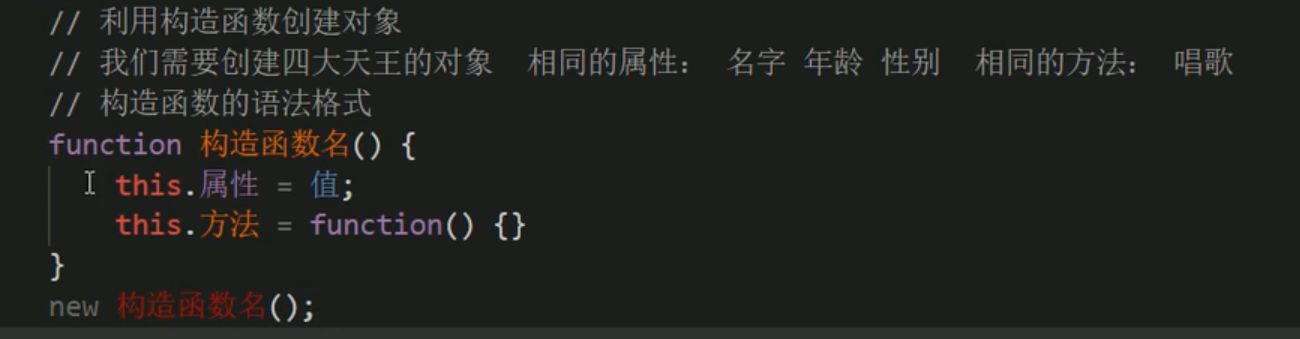 // 利用构造函数创建对象
// 我们需要创建四大天王的对象  相同的属性： 名字 年龄 性别  相同的方法： 唱歌
// 构造函数的语法格式
function 构造函数名() {
    this.属性 = 值;
    this.方法 = function() {}
}
new 构造函数名();